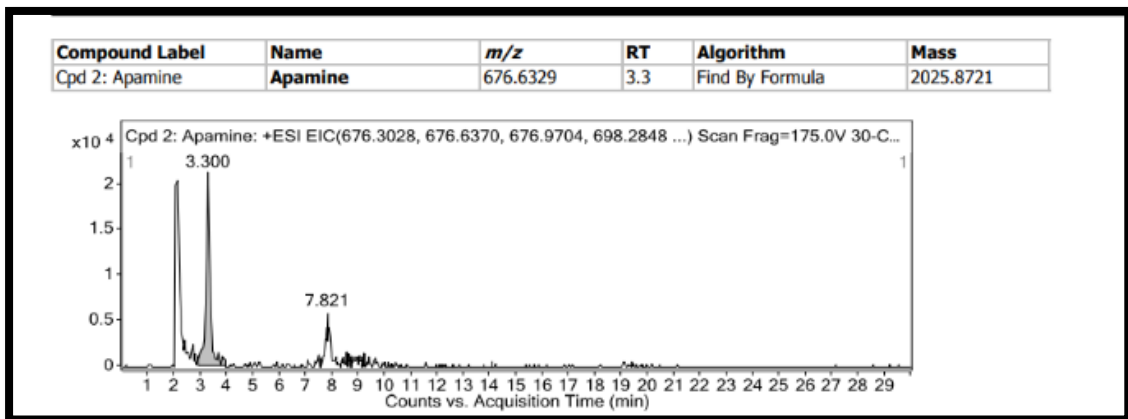 Compound Label Name m/z RT Algorithm Mass
Cpd 2: Apamine Apamine 676.6329 3.3 Find By Formula 2025.8721
x10 4 Cpd 2: Apamine: +ESI EIC(676.3028, 676.6370, 676.9704, 698.2848 ...) Scan Frag=175.0V 30-C...
1 3.300 1
2
1.5
1
7.821
0.5
0
1 2 3 4 5 6 7 8 9 10 11 12 13 14 15 16 17 18 19 20 21 22 23 24 25 26 27 28 29
Counts vs. Acquisition Time (min)